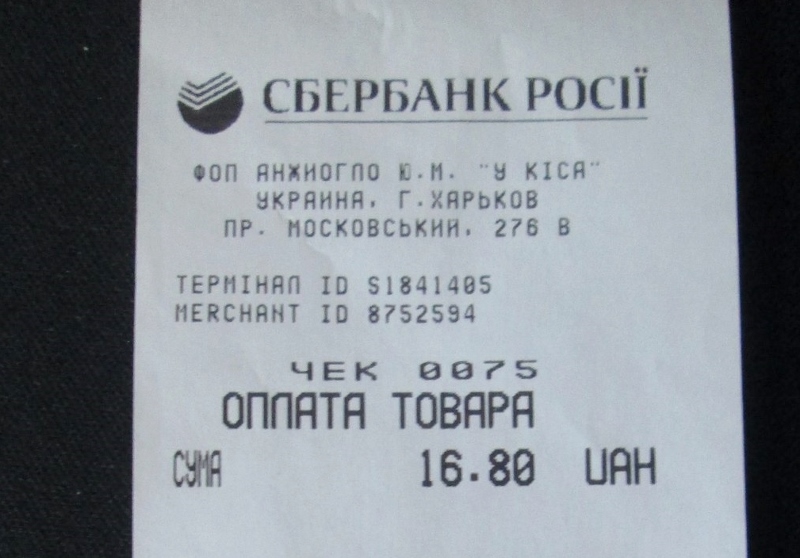 СБЕРБАНК РОСІЇ
ФОП АНЖИОГЛО Ю.М. "У КІСА"
УКРАИНА, Г.ХАРЬКОВ
ПР. МОСКОВСЬКИЙ, 276 В
ТЕРМІНАЛ ID S1841405
MERCHANT ID 8752594
ЧЕК 0075
ОПЛАТА ТОВАРА
СУМА 16.80 UAH